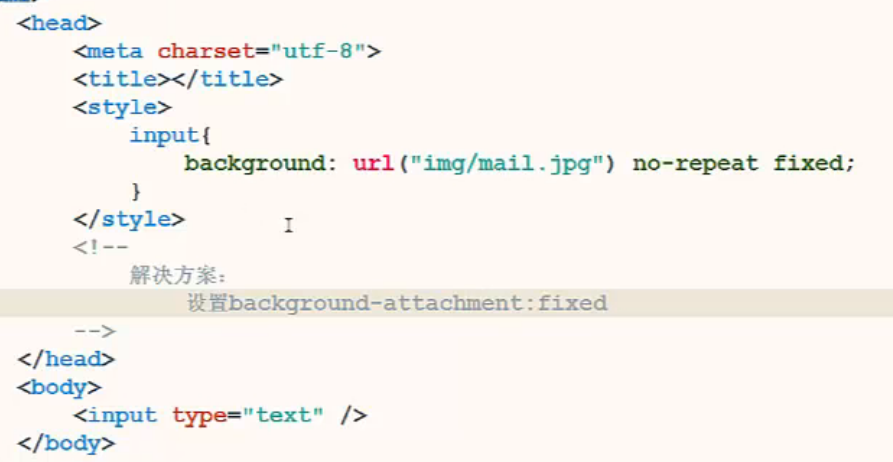 <head>
<meta charset="utf-8">
<title></title>
<style>
input{
background: url("img/mail.jpg") no-repeat fixed;
}
</style>
<!--
解决方案:
设置background-attachment:fixed
-->
</head>
<body>
<input type="text" />
</body>